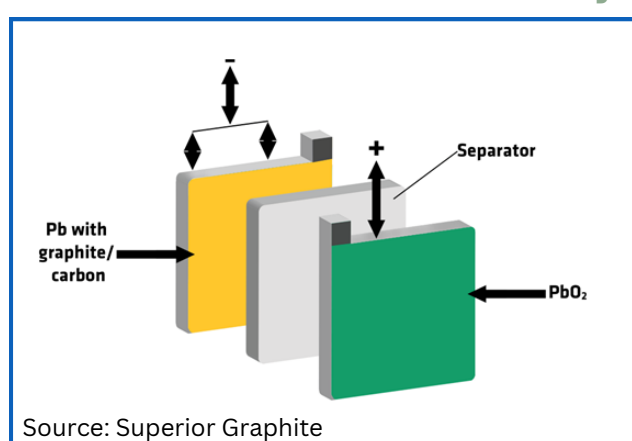 -
+
Separator
Pb with
graphite/
carbon
PbO₂
Source: Superior Graphite